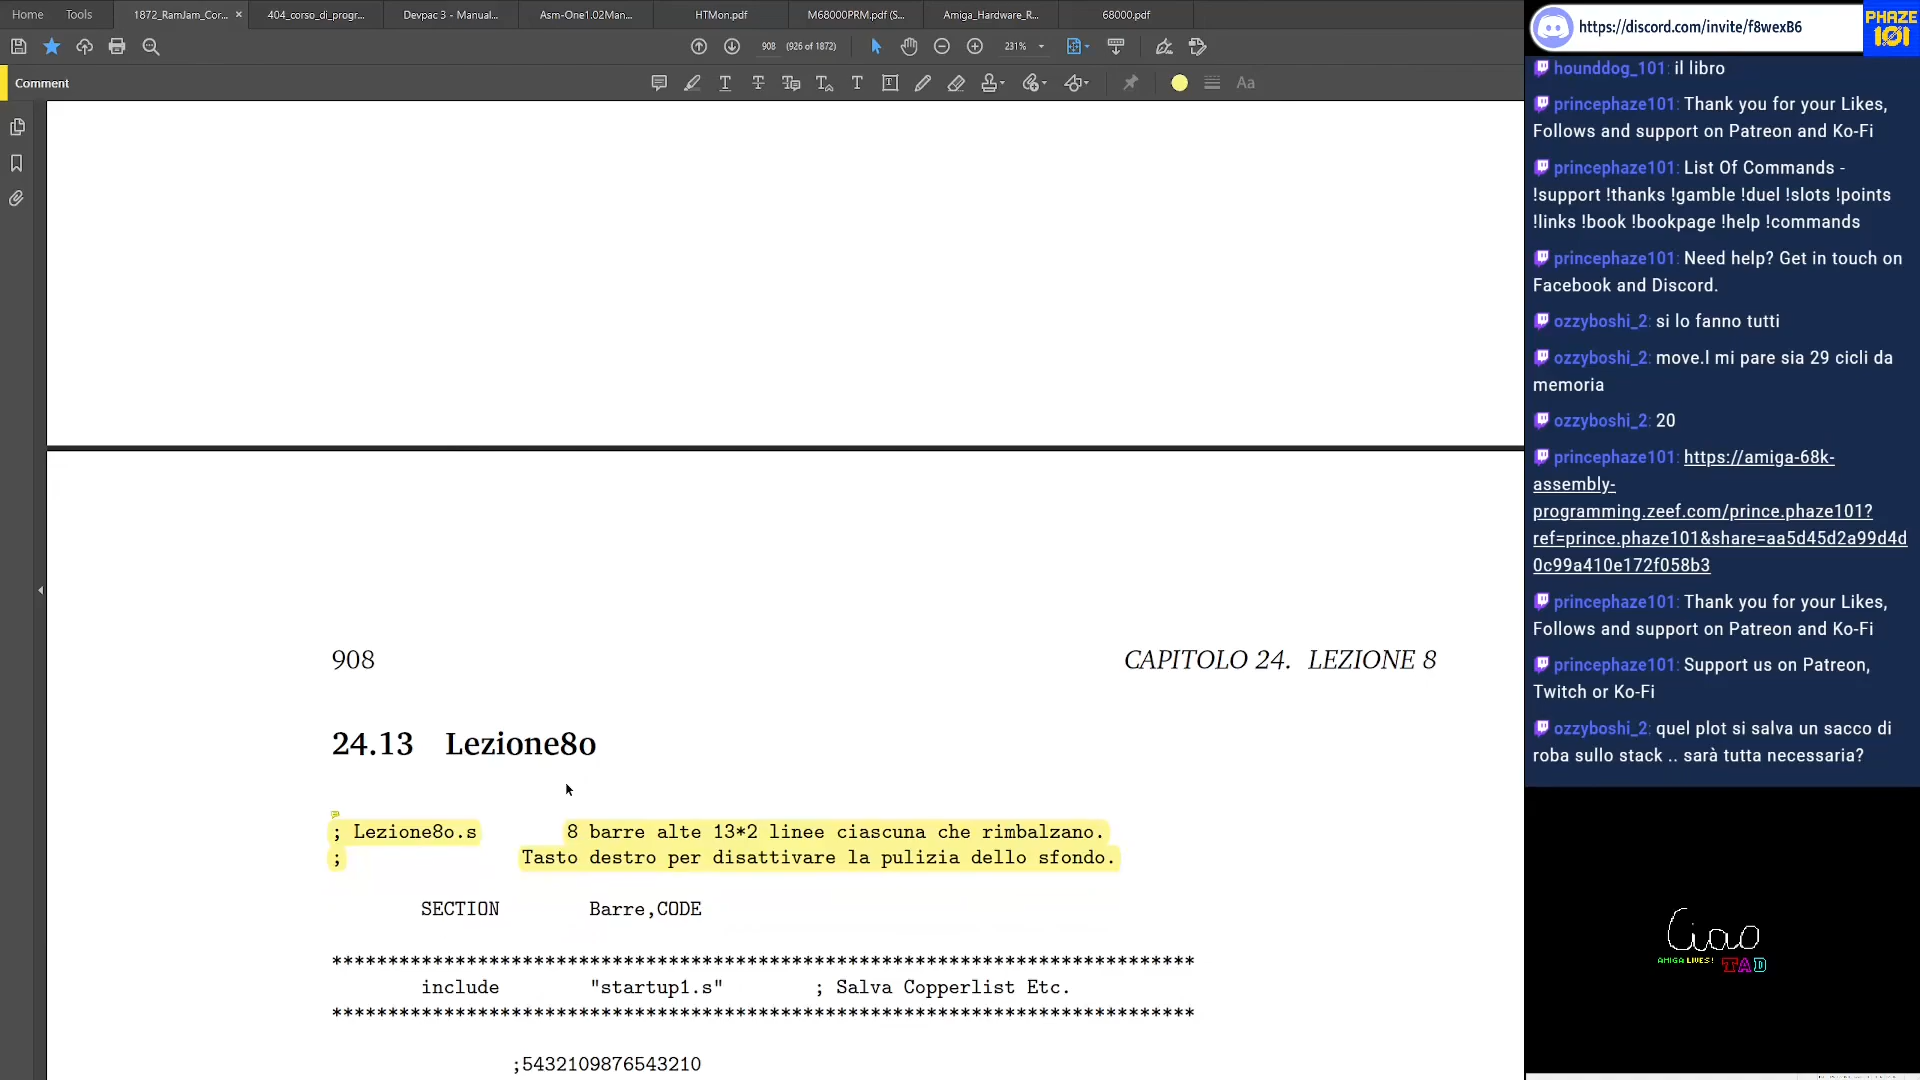 Home
Tools
1872_RamJam_Cor...
404_corso_di_progr...
Devpac 3 - Manual...
Asm-One1.02Man...
HTMon.pdf
M68000PRM.pdf (S...
Amiga_Hardware_R...
68000.pdf
908
(926 of 1872)
231%
Comment
Aa
908
CAPITOLO 24. LEZIONE 8
24.13 Lezione8o
; Lezione8o.s 8 barre alte 13*2 linee ciascuna che rimbalzano.
; Tasto destro per disattivare la pulizia dello sfondo.
SECTION Barre,CODE
*****************************************************************************
include "startup1.s" ; Salva Copperlist Etc.
*****************************************************************************
;5432109876543210
https://discord.com/invite/f8wexB6
PHAZE
101
hounddog_101: il libro
princephaze101: Thank you for your Likes,
Follows and support on Patreon and Ko-Fi
princephaze101: List Of Commands -
!support !thanks !gamble !duel !slots !points
!links !book !bookpage !help !commands
princephaze101: Need help? Get in touch on
Facebook and Discord.
ozzyboshi_2: si lo fanno tutti
ozzyboshi_2: move.l mi pare sia 29 cicli da
memoria
ozzyboshi_2: 20
princephaze101: https://amiga-68k-
assembly-
programming.zeef.com/prince.phaze101?
ref=prince.phaze101&share=aa5d45d2a99d4d
0c99a410e172f058b3
princephaze101: Thank you for your Likes,
Follows and support on Patreon and Ko-Fi
princephaze101: Support us on Patreon,
Twitch or Ko-Fi
ozzyboshi_2: quel plot si salva un sacco di
roba sullo stack .. sarà tutta necessaria?
Ciao
AMIGA LIVES! TAD